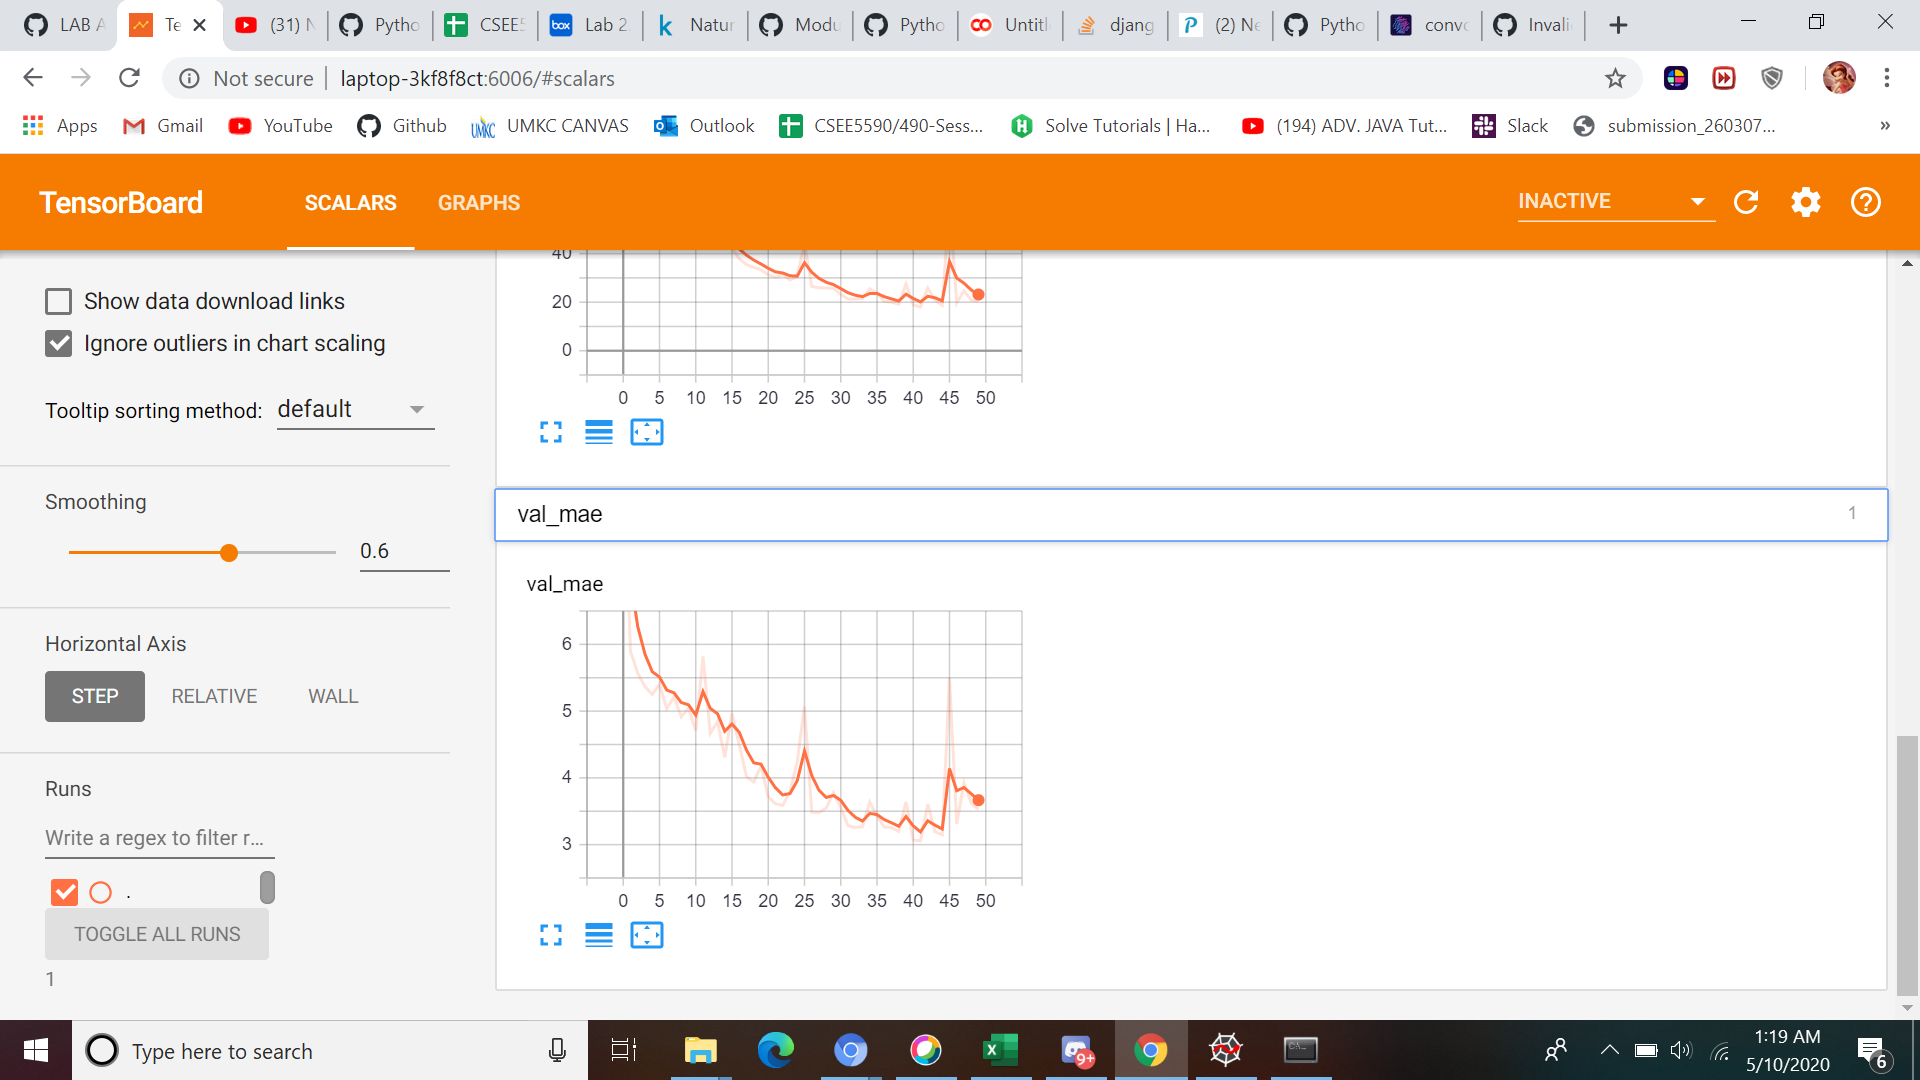 LAB A
Te
(31) N
Pytho
CSEE5
Lab 2
Natur
Modu
Pytho
Untitl
djang
(2) Ne
Pytho
convo
Invali
Not secure
laptop-3kf8f8ct:6006/#scalars
Apps
Gmail
YouTube
Github
UMKC CANVAS
Outlook
CSEE5590/490-Sess...
Solve Tutorials | Ha...
(194) ADV. JAVA Tut...
Slack
submission_260307...
»
TensorBoard
SCALARS
GRAPHS
INACTIVE
Show data download links
Ignore outliers in chart scaling
Tooltip sorting method: default
Smoothing
0.6
Horizontal Axis
STEP
RELATIVE
WALL
Runs
Write a regex to filter r...
.
TOGGLE ALL RUNS
1
40
20
0
0 5 10 15 20 25 30 35 40 45 50
val_mae
1
val_mae
6
5
4
3
0 5 10 15 20 25 30 35 40 45 50
Type here to search
9+
1:19 AM
5/10/2020
6